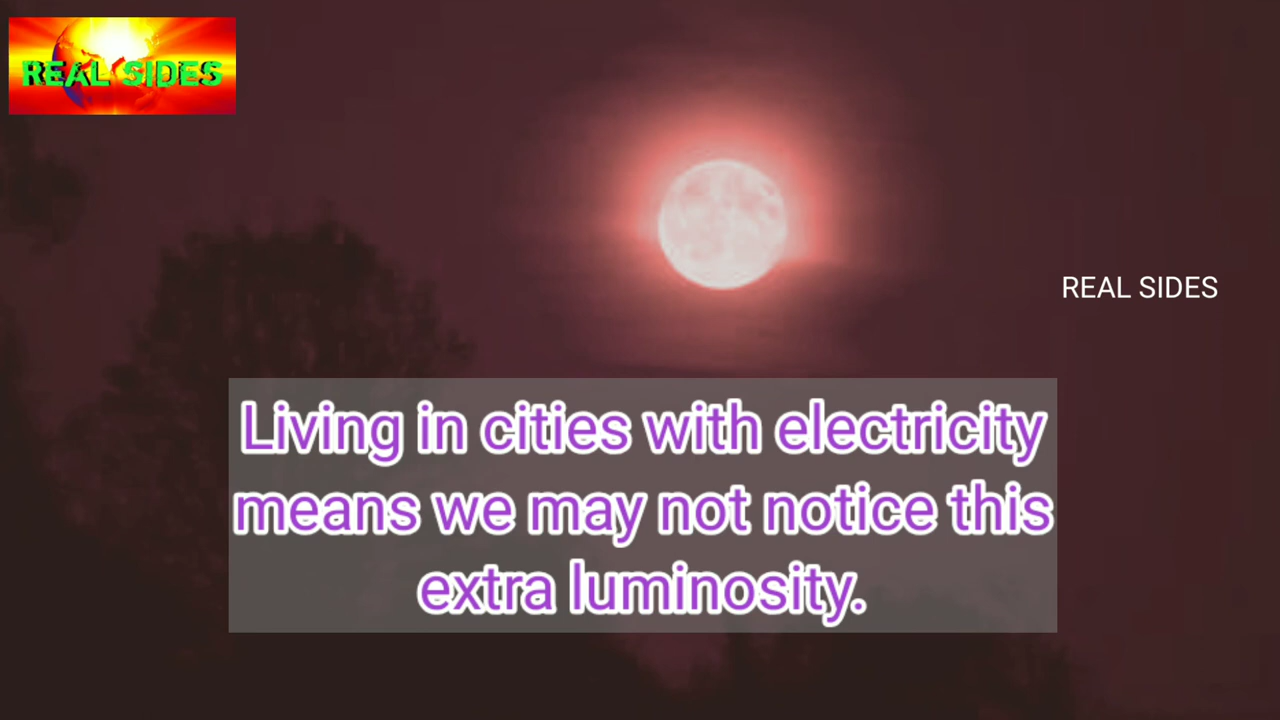 REAL SIDES
REAL SIDES
Living in cities with electricity
means we may not notice this
extra luminosity.